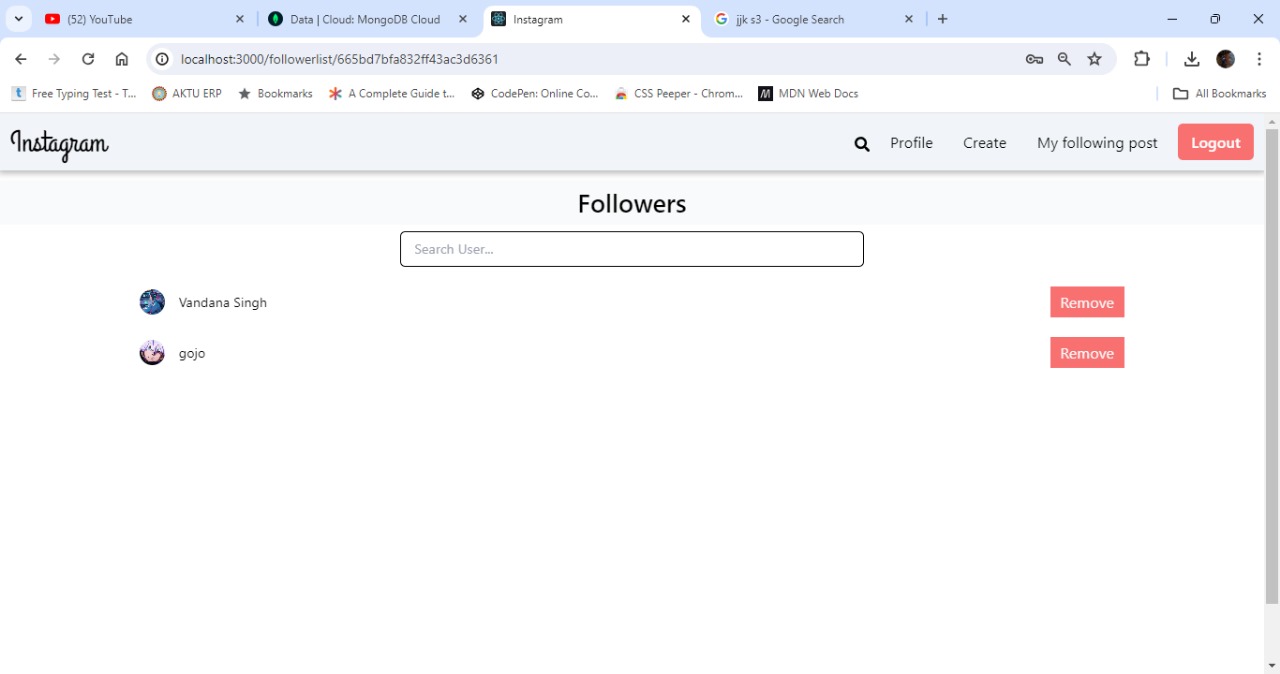 (52) YouTube
Data | Cloud: MongoDB Cloud
Instagram
jjk s3 - Google Search
localhost:3000/followerlist/665bd7bfa832ff43ac3d6361
Free Typing Test - T...
AKTU ERP
Bookmarks
A Complete Guide t...
CodePen: Online Co...
CSS Peeper - Chrom...
MDN Web Docs
All Bookmarks
Instagram
Profile
Create
My following post
Logout
Followers
Search User...
Vandana Singh
Remove
gojo
Remove